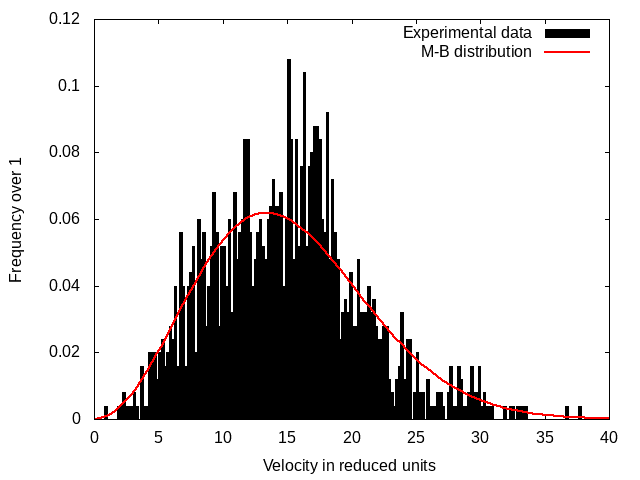 0.12
0.1
0.08
0.06
0.04
0.02
0
0 5 10 15 20 25 30 35 40
Frequency over 1
Velocity in reduced units
Experimental data
M-B distribution